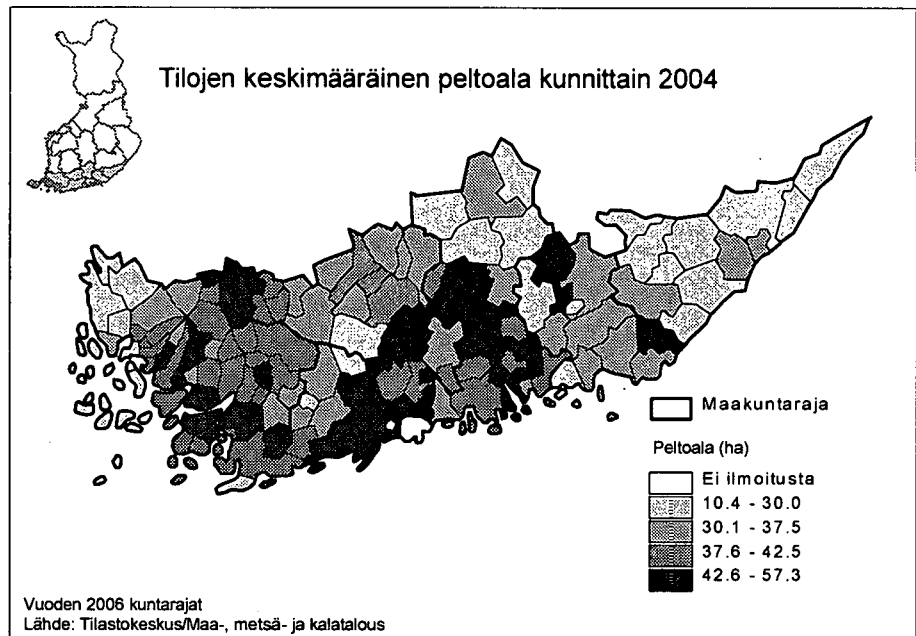 Tilojen keskimääräinen peltoala kunnittain 2004
Maakuntaraja
Peltoala (ha)
Ei ilmoitusta
10.4 - 30.0
30.1 - 37.5
37.6 - 42.5
42.6 - 57.3
Vuoden 2006 kuntarajat
Lähde: Tilastokeskus/Maa-, metsä- ja kalatalous